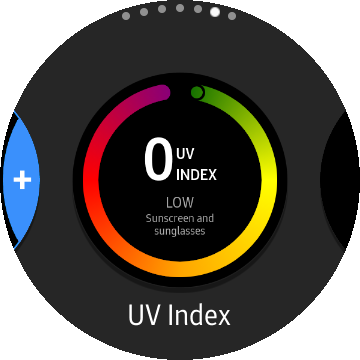 0 UV
INDEX
LOW
Sunscreen and
sunglasses
UV Index